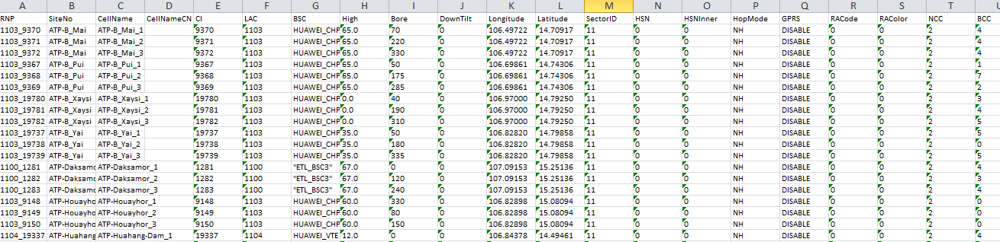 A B C D E F G H I J K L M N O P Q R S T U
RNP SiteNo CellName CellNameCN CI LAC BSC High Bore DownTilt Longitude Latitude SectorID HSN HSNInner HopMode GPRS RACode RAColor NCC BCC
1103_9370 ATP-B_Mai ATP-B_Mai_1 9370 1103 HUAWEI_CHP 65.0 70 0 106.49722 14.70917 11 0 0 NH DISABLE 0 0 2 4
1103_9371 ATP-B_Mai ATP-B_Mai_2 9371 1103 HUAWEI_CHP 65.0 220 0 106.49722 14.70917 11 0 0 NH DISABLE 0 0 2 4
1103_9372 ATP-B_Mai ATP-B_Mai_3 9372 1103 HUAWEI_CHP 65.0 330 0 106.49722 14.70917 11 0 0 NH DISABLE 0 0 2 4
1103_9367 ATP-B_Pui ATP-B_Pui_1 9367 1103 HUAWEI_CHP 65.0 50 0 106.69861 14.74306 11 0 0 NH DISABLE 0 0 2 1
1103_9368 ATP-B_Pui ATP-B_Pui_2 9368 1103 HUAWEI_CHP 65.0 175 0 106.69861 14.74306 11 0 0 NH DISABLE 0 0 2 7
1103_9369 ATP-B_Pui ATP-B_Pui_3 9369 1103 HUAWEI_CHP 65.0 285 0 106.69861 14.74306 11 0 0 NH DISABLE 0 0 2 2
1103_19780 ATP-B_Xaysi ATP-B_Xaysi_1 19780 1103 HUAWEI_CHP 0.0 40 0 106.97000 14.79250 11 0 0 NH DISABLE 0 0 2 3
1103_19781 ATP-B_Xaysi ATP-B_Xaysi_2 19781 1103 HUAWEI_CHP 0.0 190 0 106.97000 14.79250 11 0 0 NH DISABLE 0 0 2 4
1103_19782 ATP-B_Xaysi ATP-B_Xaysi_3 19782 1103 HUAWEI_CHP 0.0 310 0 106.97000 14.79250 11 0 0 NH DISABLE 0 0 2 5
1103_19737 ATP-B_Yai ATP-B_Yai_1 19737 1103 HUAWEI_CHP 35.0 50 0 106.82820 14.79858 11 0 0 NH DISABLE 0 0 2 5
1103_19738 ATP-B_Yai ATP-B_Yai_2 19738 1103 HUAWEI_CHP 35.0 180 0 106.82820 14.79858 11 0 0 NH DISABLE 0 0 2 0
1103_19739 ATP-B_Yai ATP-B_Yai_3 19739 1103 HUAWEI_CHP 35.0 335 0 106.82820 14.79858 11 0 0 NH DISABLE 0 0 2 5
1100_1281 ATP-Daksamo ATP-Daksamor_1 1281 1100 "ETL_BSC3" 67.0 0 0 107.09153 15.25136 11 0 0 NH DISABLE 0 0 2 4
1100_1282 ATP-Daksamo ATP-Daksamor_2 1282 1100 "ETL_BSC3" 67.0 120 0 107.09153 15.25136 11 0 0 NH DISABLE 0 0 2 3
1100_1283 ATP-Daksamo ATP-Daksamor_3 1283 1100 "ETL_BSC3" 67.0 240 0 107.09153 15.25136 11 0 0 NH DISABLE 0 0 2 4
1103_9148 ATP-Houayho ATP-Houayhor_1 9148 1103 HUAWEI_CHP 60.0 330 0 106.82898 15.08094 11 0 0 NH DISABLE 0 0 2 0
1103_9149 ATP-Houayho ATP-Houayhor_2 9149 1103 HUAWEI_CHP 60.0 80 0 106.82898 15.08094 11 0 0 NH DISABLE 0 0 2 0
1103_9150 ATP-Houayho ATP-Houayhor_3 9150 1103 HUAWEI_CHP 60.0 150 0 106.82898 15.08094 11 0 0 NH DISABLE 0 0 2 0
1104_19337 ATP-Huahang ATP-Huahang-Dam_1 19337 1104 HUAWEI_VTE 12.0 0 0 106.84378 14.49461 11 0 0 NH DISABLE 0 0 2 4